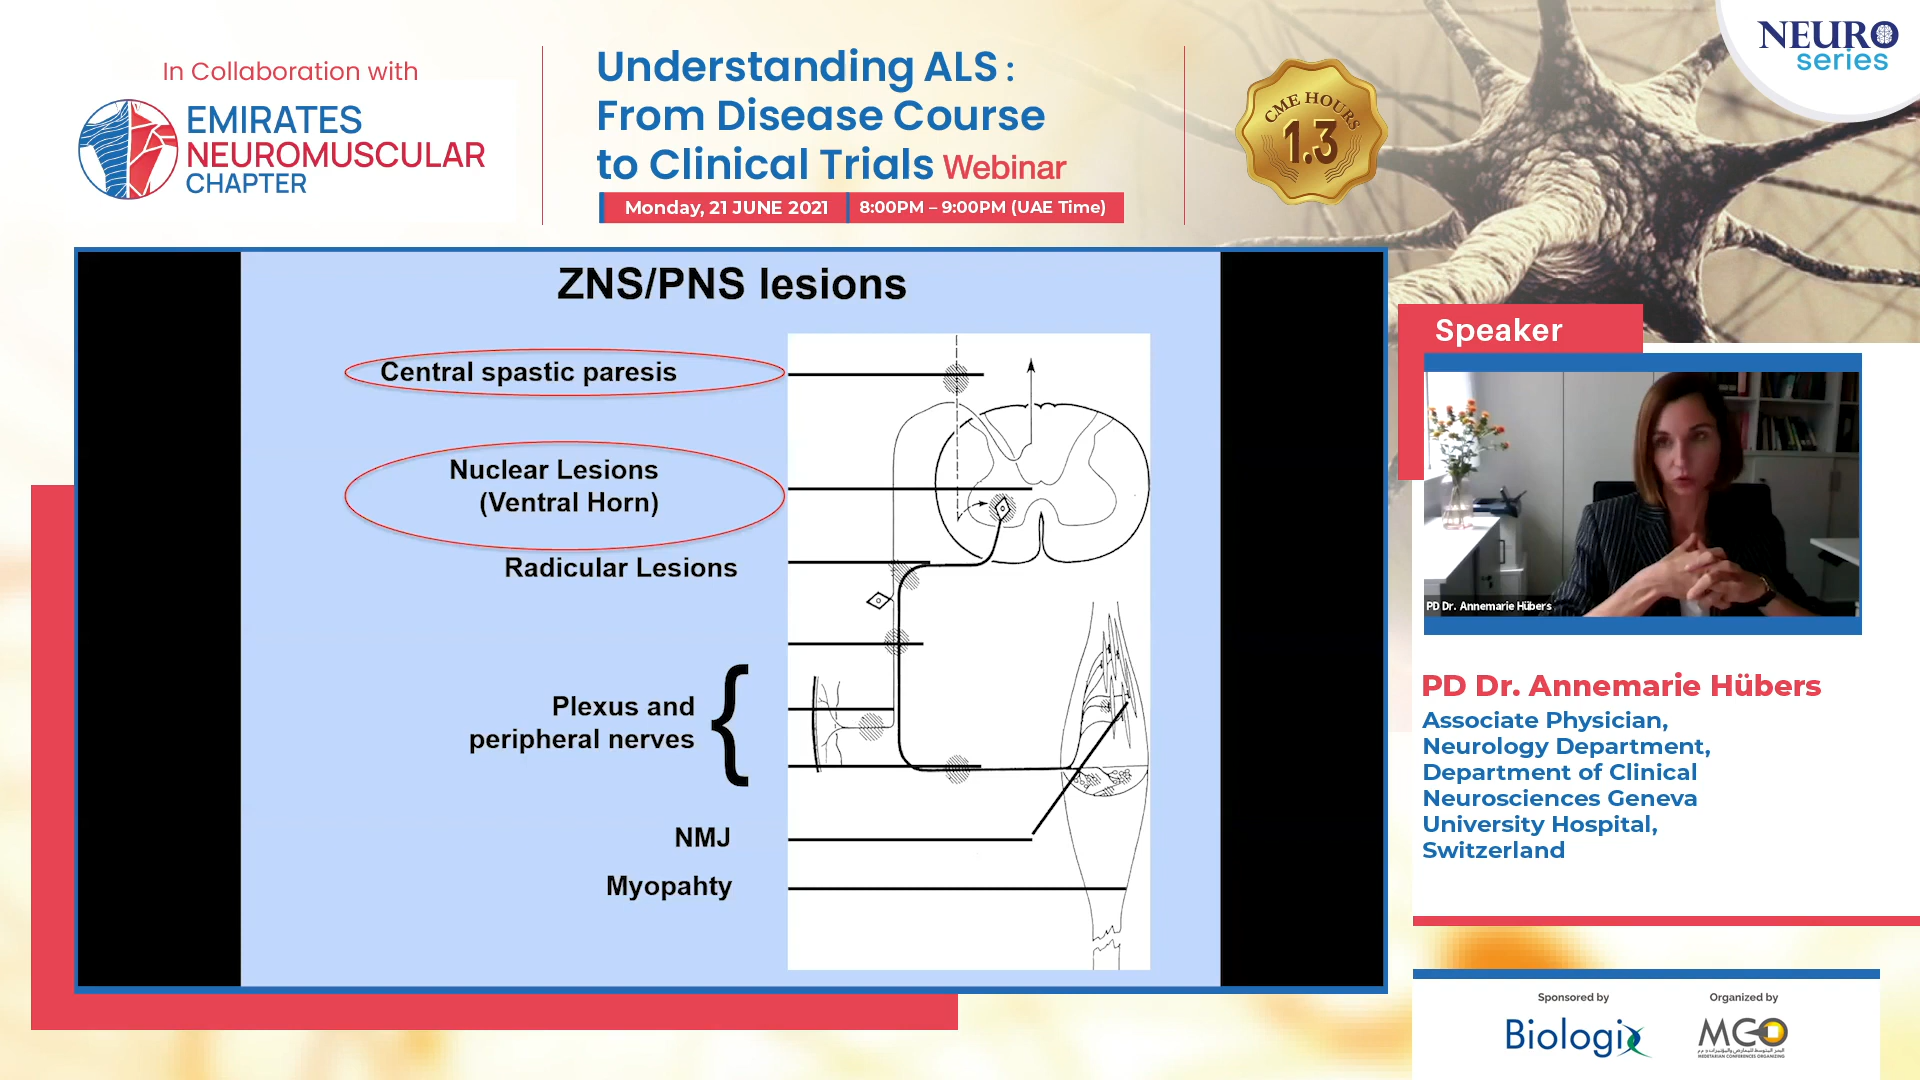 In Collaboration with
EMIRATES
NEUROMUSCULAR
CHAPTER
Understanding ALS :
From Disease Course
to Clinical Trials Webinar
Monday, 21 JUNE 2021
8:00PM – 9:00PM (UAE Time)
CME HOURS
1.3
NEURO
series
ZNS/PNS lesions
Central spastic paresis
Nuclear Lesions
(Ventral Horn)
Radicular Lesions
Plexus and
peripheral nerves
{
NMJ
Myopahty
Speaker
PD Dr. Annemarie Hübers
PD Dr. Annemarie Hübers
Associate Physician,
Neurology Department,
Department of Clinical
Neurosciences Geneva
University Hospital,
Switzerland
Sponsored by
Biologix
Organized by
MCO